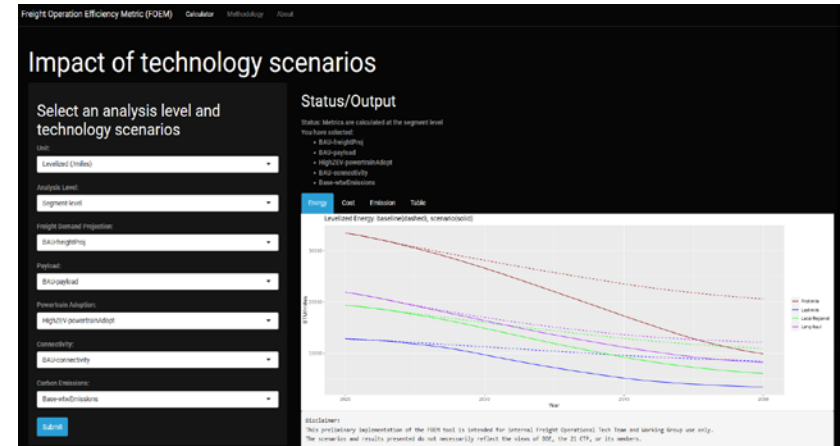 Freight Operation Efficiency Metric (FOEM) Calculator Methodology About
Impact of technology scenarios
Select an analysis level and
technology scenarios
Unit:
Levelized (/miles)
Analysis Level:
Segment-level
Freight Demand Projection:
BAU-freightProj
Payload:
BAU-payload
Powertrain Adoption:
HighZEV-powertrainAdopt
Connectivity:
BAU-connectivity
Carbon Emissions:
Base-wtwEmissions
Submit
Status/Output
Status: Metrics are calculated at the segment level
You have selected:
• BAU-freightProj
• BAU-payload
• HighZEV-powertrainAdopt
• BAU-connectivity
• Base-wtwEmissions
Energy Cost Emission Table
Levelized Energy: baseline(dashed), scenario(solid)
30000
20000
10000
Year
Long-haul
Disclaimer:
This preliminary implementation of the FOEM tool is intended for internal Freight Operational Tech Team and Working Group use only.
The scenarios and results presented do not necessarily reflect the views of DOE, the 21 CTP, or its members.